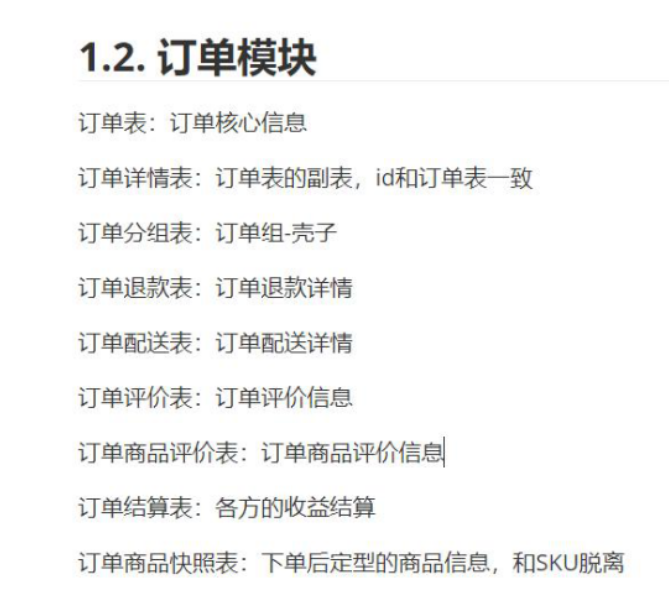 1.2. 订单模块
订单表：订单核心信息
订单详情表：订单表的副表，id和订单表一致
订单分组表：订单组-壳子
订单退款表：订单退款详情
订单配送表：订单配送详情
订单评价表：订单评价信息
订单商品评价表：订单商品评价信息
订单结算表：各方的收益结算
订单商品快照表：下单后定型的商品信息，和SKU脱离